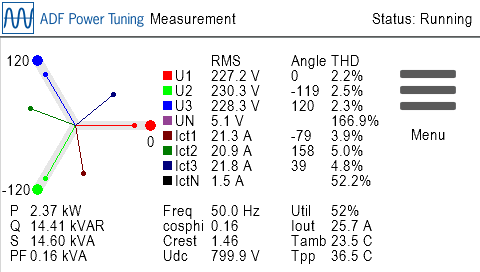 ADF Power Tuning Measurement Status: Running
RMS Angle THD
120 U1 227.2 V 0 2.2%
U2 230.3 V -119 2.5%
U3 228.3 V 120 2.3%
UN 5.1 V 166.9%
0 Ict1 21.3 A -79 3.9% Menu
Ict2 20.9 A 158 5.0%
Ict3 21.8 A 39 4.8%
-120 IctN 1.5 A 52.2%
P 2.37 kW Freq 50.0 Hz Util 52%
Q 14.41 kVAR cosphi 0.16 Iout 25.7 A
S 14.60 kVA Crest 1.46 Tamb 23.5 C
PF 0.16 kVA Udc 799.9 V Tpp 36.5 C